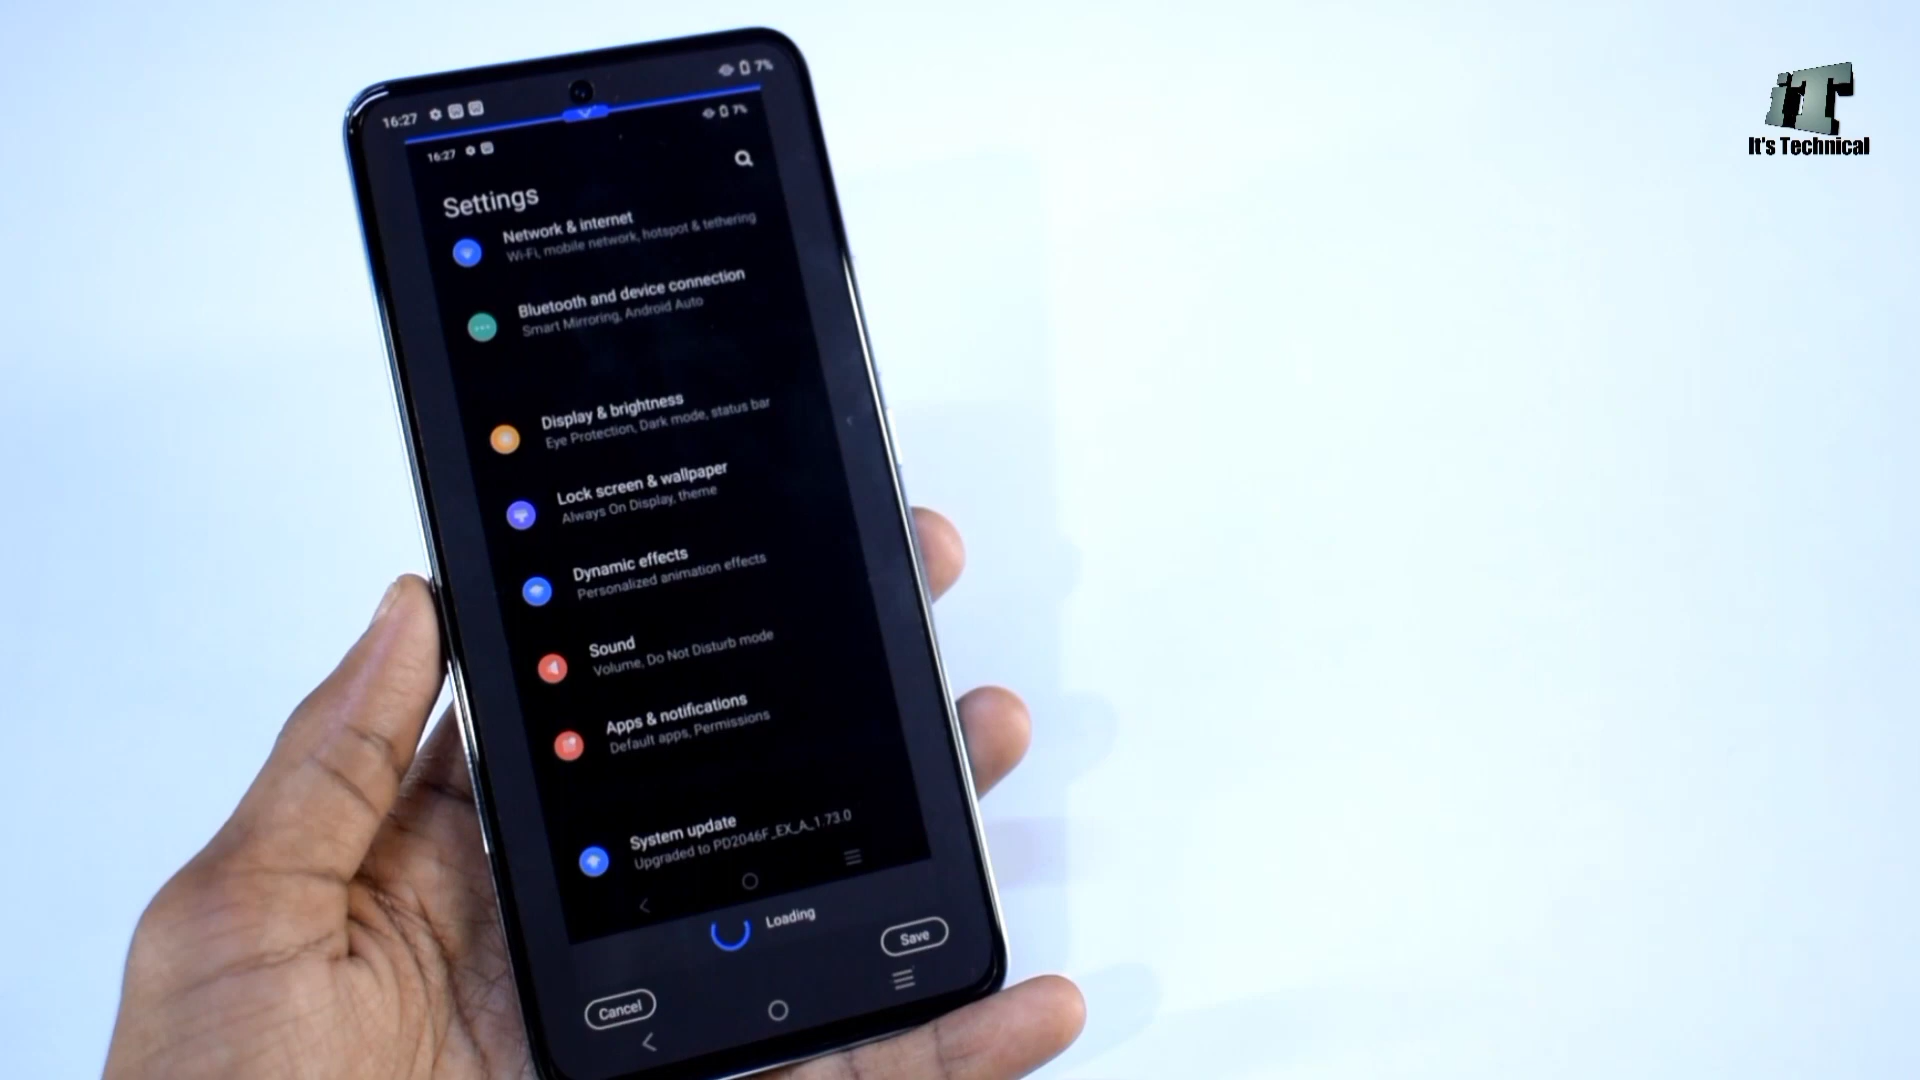 16:27 7%
16:27 7%
Settings
Network & internet
Wi-Fi, mobile network, hotspot & tethering
Bluetooth and device connection
Smart Mirroring, Android Auto
Display & brightness
Eye Protection, Dark mode, status bar
Lock screen & wallpaper
Always On Display, theme
Dynamic effects
Personalized animation effects
Sound
Volume, Do Not Disturb mode
Apps & notifications
Default apps, Permissions
System update
Upgraded to PD2046F_EX_A_1.73.0
Loading
Save
Cancel
iT
It's Technical